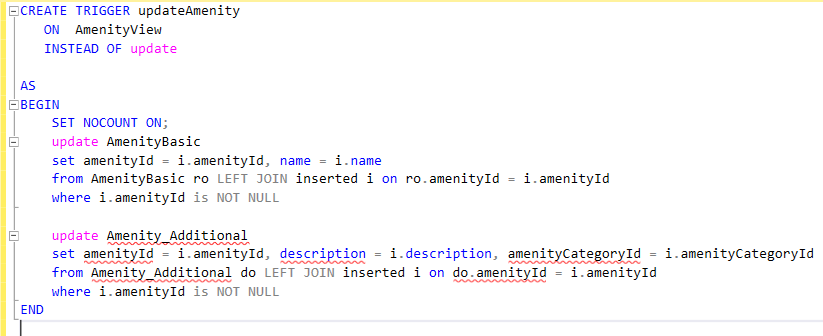 CREATE TRIGGER updateAmenity
ON AmenityView
INSTEAD OF update
AS
BEGIN
SET NOCOUNT ON;
update AmenityBasic
set amenityId = i.amenityId, name = i.name
from AmenityBasic ro LEFT JOIN inserted i on ro.amenityId = i.amenityId
where i.amenityId is NOT NULL
update Amenity_Additional
set amenityId = i.amenityId, description = i.description, amenityCategoryId = i.amenityCategoryId
from Amenity_Additional do LEFT JOIN inserted i on do.amenityId = i.amenityId
where i.amenityId is NOT NULL
END